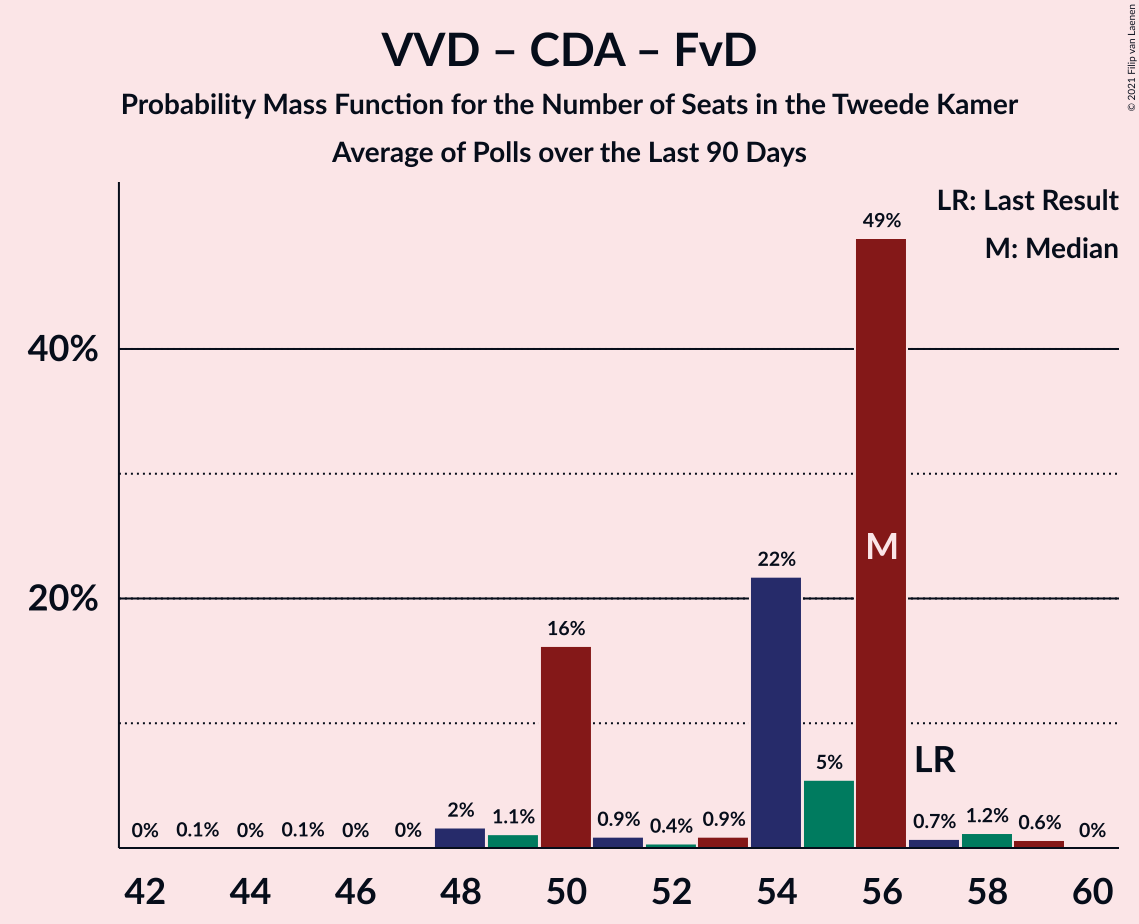 VVD – CDA – FvD
Probability Mass Function for the Number of Seats in the Tweede Kamer
Average of Polls over the Last 90 Days
© 2021 Filip van Laenen
LR: Last Result
M: Median
40%
20%
0%
0.1%
0%
0.1%
0%
0%
2%
1.1%
16%
0.9%
0.4%
0.9%
22%
5%
49%
M
LR
0.7%
1.2%
0.6%
0%
42 44 46 48 50 52 54 56 58 60